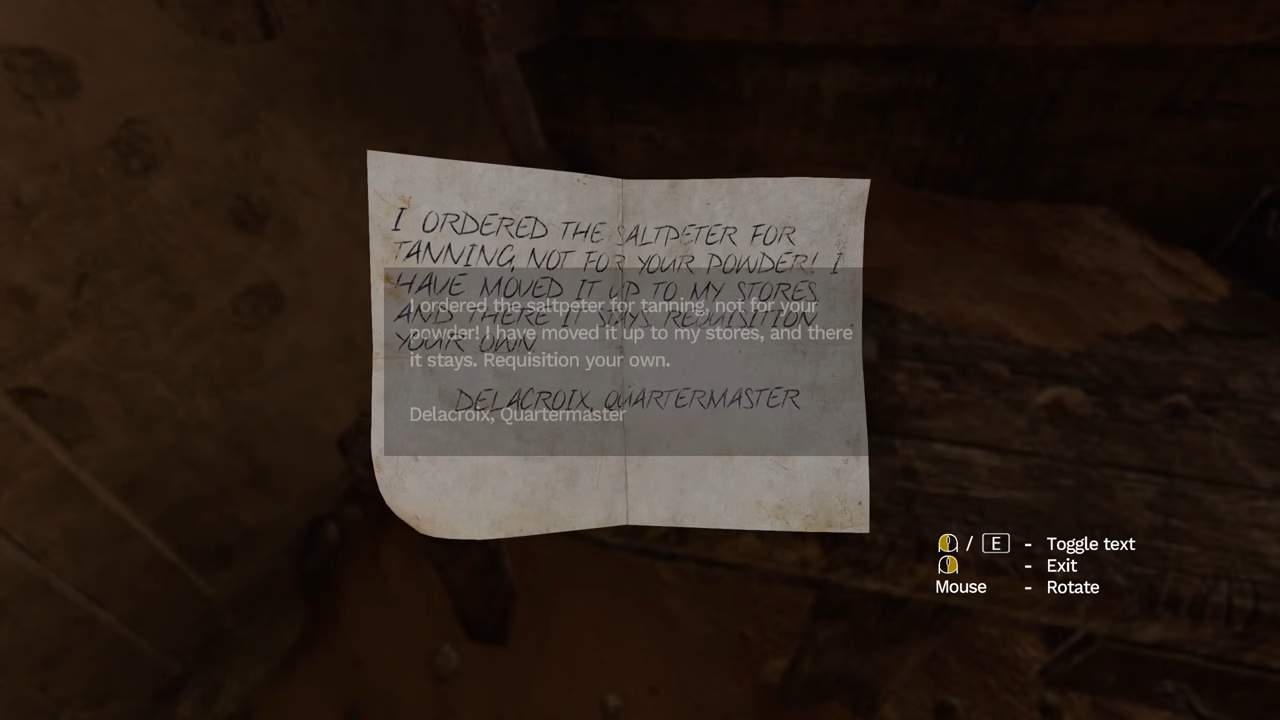 I ORDERED THE SALTPETER FOR
TANNING, NOT FOR YOUR POWDER! I
HAVE MOVED IT UP TO MY STORES
AND THERE IT STAYS. REQUISITION
YOUR OWN.
DELACROIX, QUARTERMASTER
I ordered the saltpeter for tanning, not for your
powder! I have moved it up to my stores, and there
it stays. Requisition your own.
Delacroix, Quartermaster
/ E - Toggle text
- Exit
Mouse - Rotate